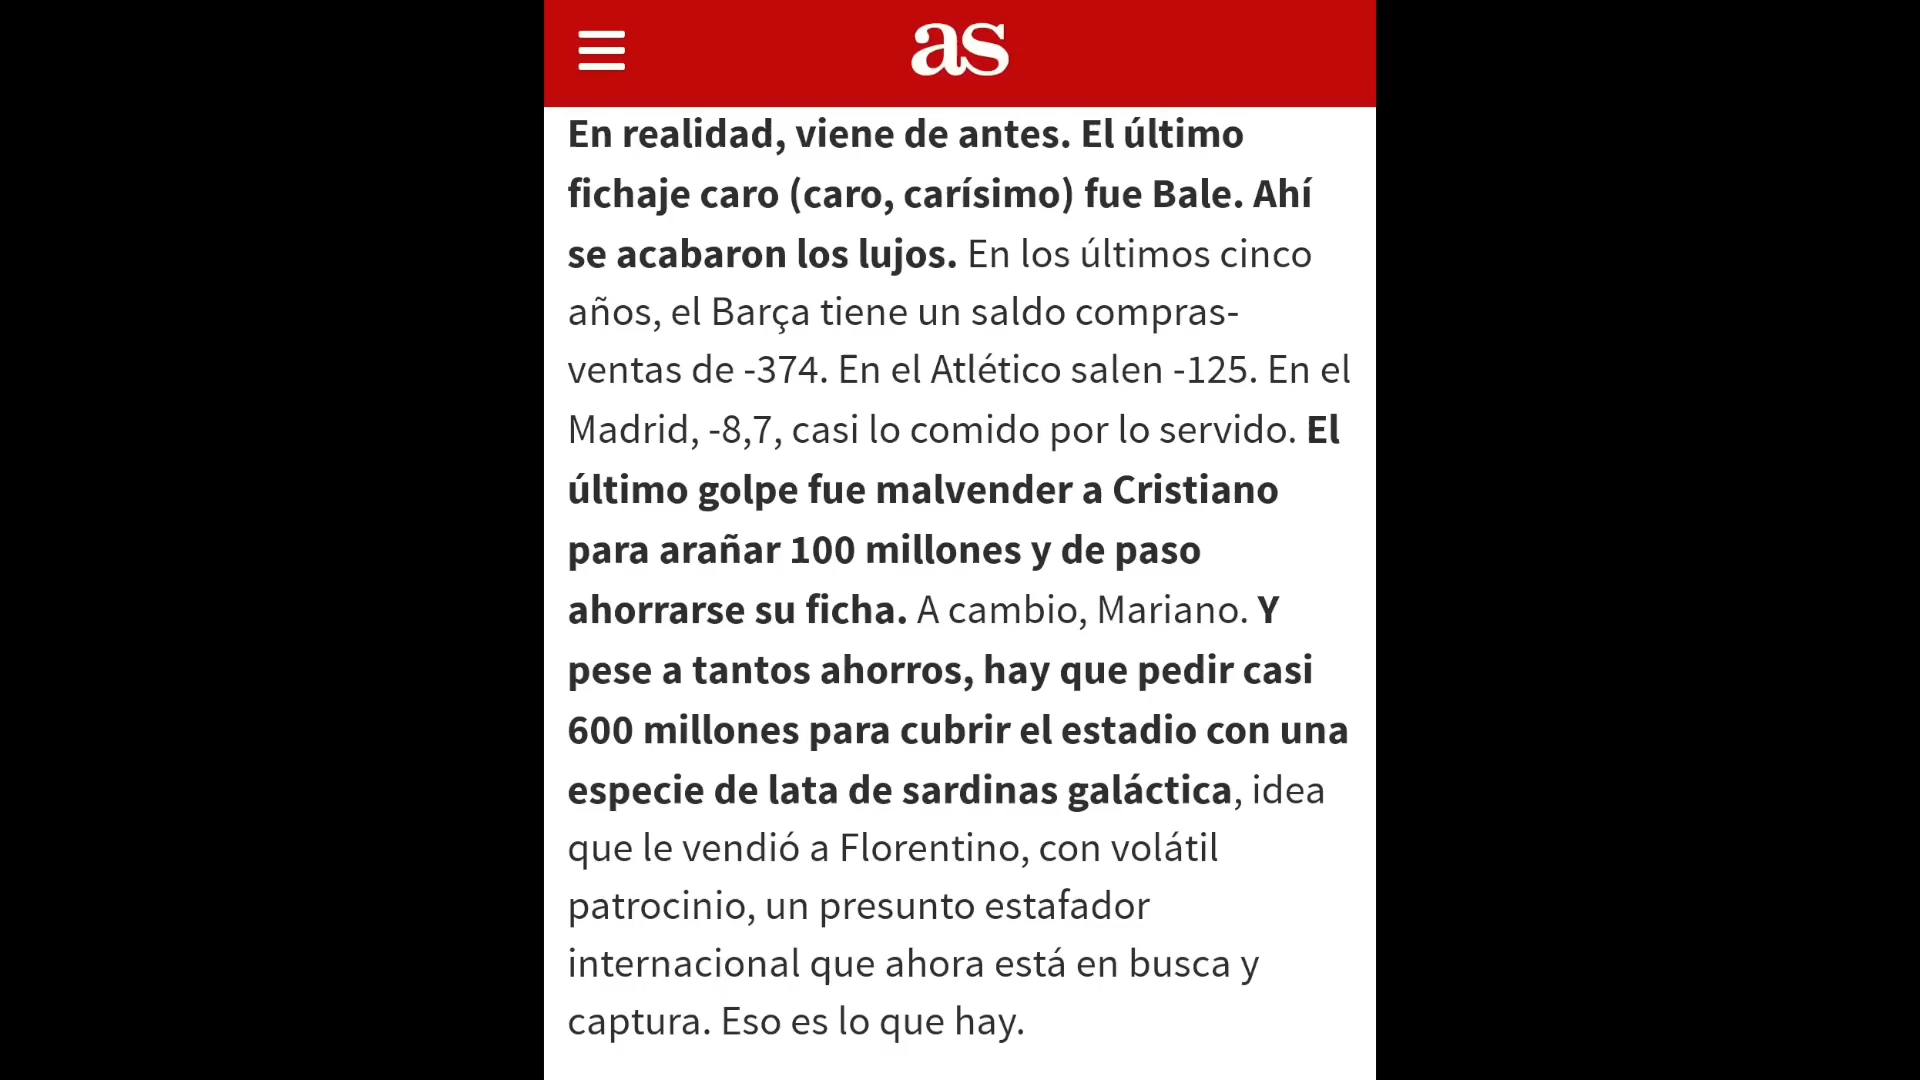 as
En realidad, viene de antes. El último
fichaje caro (caro, carísimo) fue Bale. Ahí
se acabaron los lujos. En los últimos cinco
años, el Barça tiene un saldo compras-
ventas de -374. En el Atlético salen -125. En el
Madrid, -8,7, casi lo comido por lo servido. El
último golpe fue malvender a Cristiano
para arañar 100 millones y de paso
ahorrarse su ficha. A cambio, Mariano. Y
pese a tantos ahorros, hay que pedir casi
600 millones para cubrir el estadio con una
especie de lata de sardinas galáctica, idea
que le vendió a Florentino, con volátil
patrocinio, un presunto estafador
internacional que ahora está en busca y
captura. Eso es lo que hay.